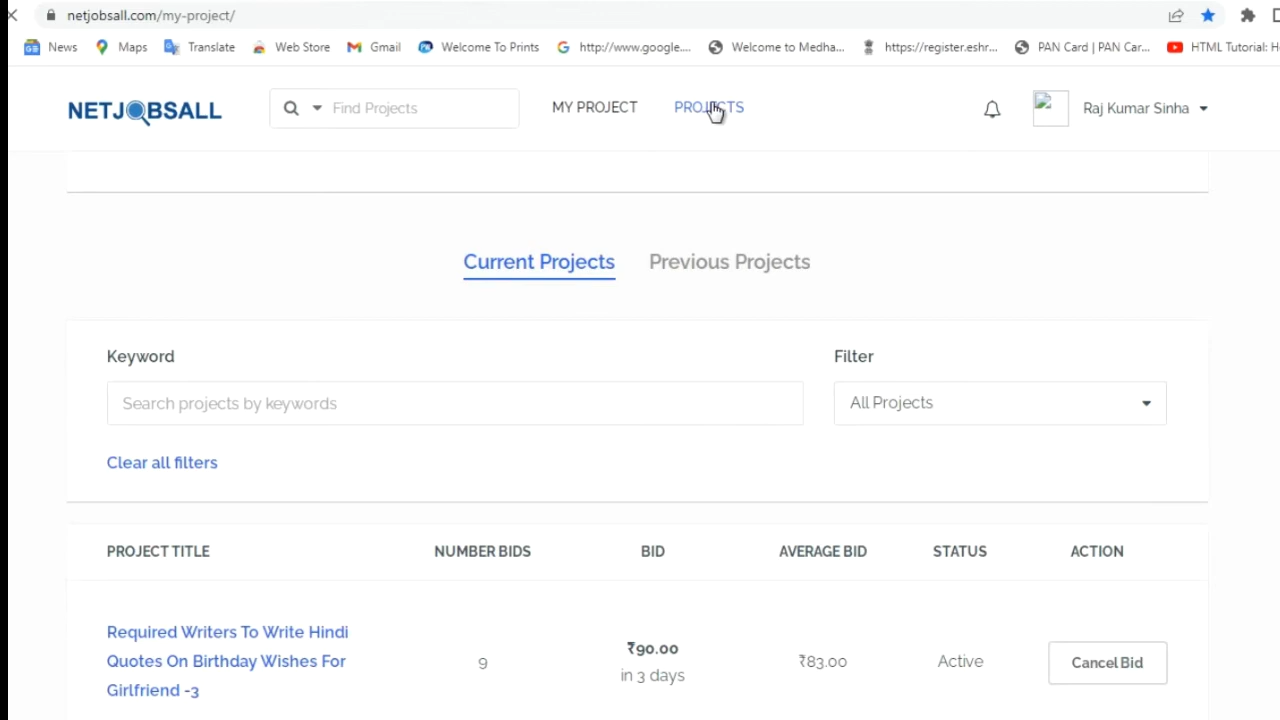 netjobsall.com/my-project/
News Maps Translate Web Store Gmail Welcome To Prints http://www.google.... Welcome to Medha... https://register.eshr... PAN Card | PAN Car... HTML Tutorial: H
NETJOBSALL Find Projects MY PROJECT PROJECTS Raj Kumar Sinha
Current Projects Previous Projects
Keyword Filter
Search projects by keywords All Projects
Clear all filters
PROJECT TITLE NUMBER BIDS BID AVERAGE BID STATUS ACTION
Required Writers To Write Hindi
Quotes On Birthday Wishes For
Girlfriend -3
9
₹90.00
in 3 days
₹83.00
Active
Cancel Bid